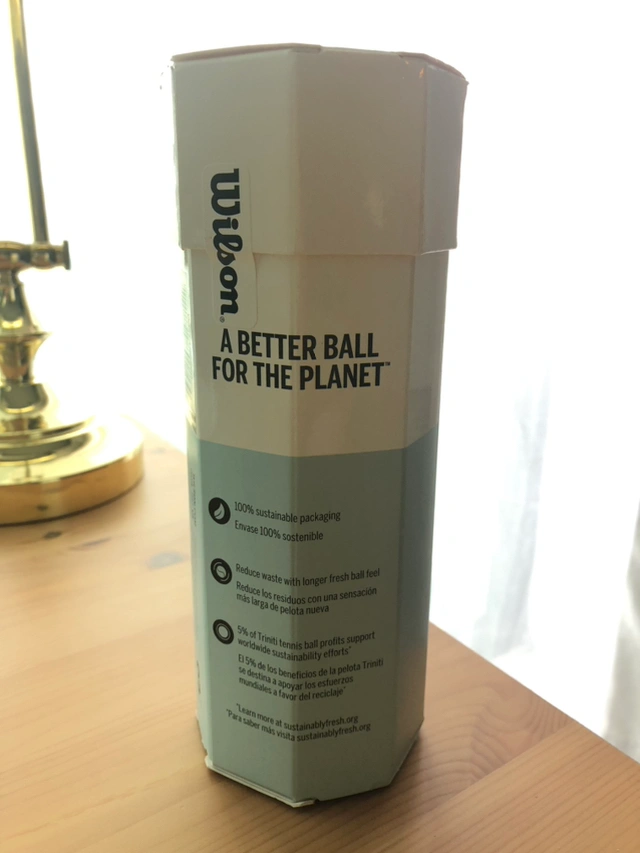 Wilson®
A BETTER BALL
FOR THE PLANET™
100% sustainable packaging
Envase 100% sostenible
Reduce waste with longer fresh ball feel
Reduce los residuos con una sensación
más larga de pelota nueva
5% of Triniti tennis ball profits support
worldwide sustainability efforts*
El 5% de los beneficios de la pelota Triniti
se destina a apoyar los esfuerzos
mundiales a favor del reciclaje*
*Learn more at sustainablyfresh.org
*Para saber más visita sustainablyfresh.org